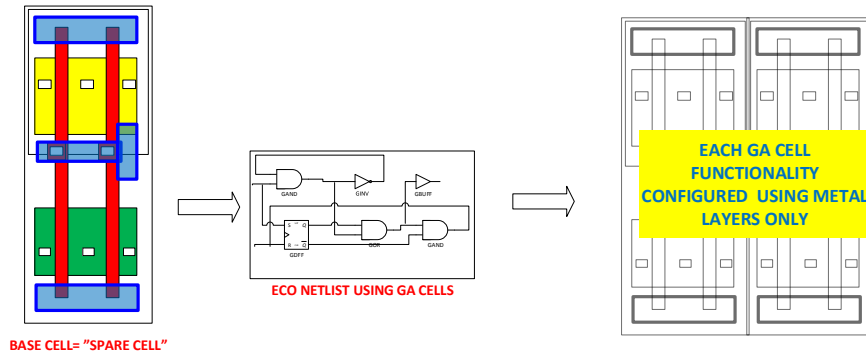 BASE CELL= ”SPARE CELL”
GAND
GINV
GBUFF
S
Q
R
Q
GDFF
GOR
GAND
ECO NETLIST USING GA CELLS
EACH GA CELL
FUNCTIONALITY
CONFIGURED USING METAL
LAYERS ONLY